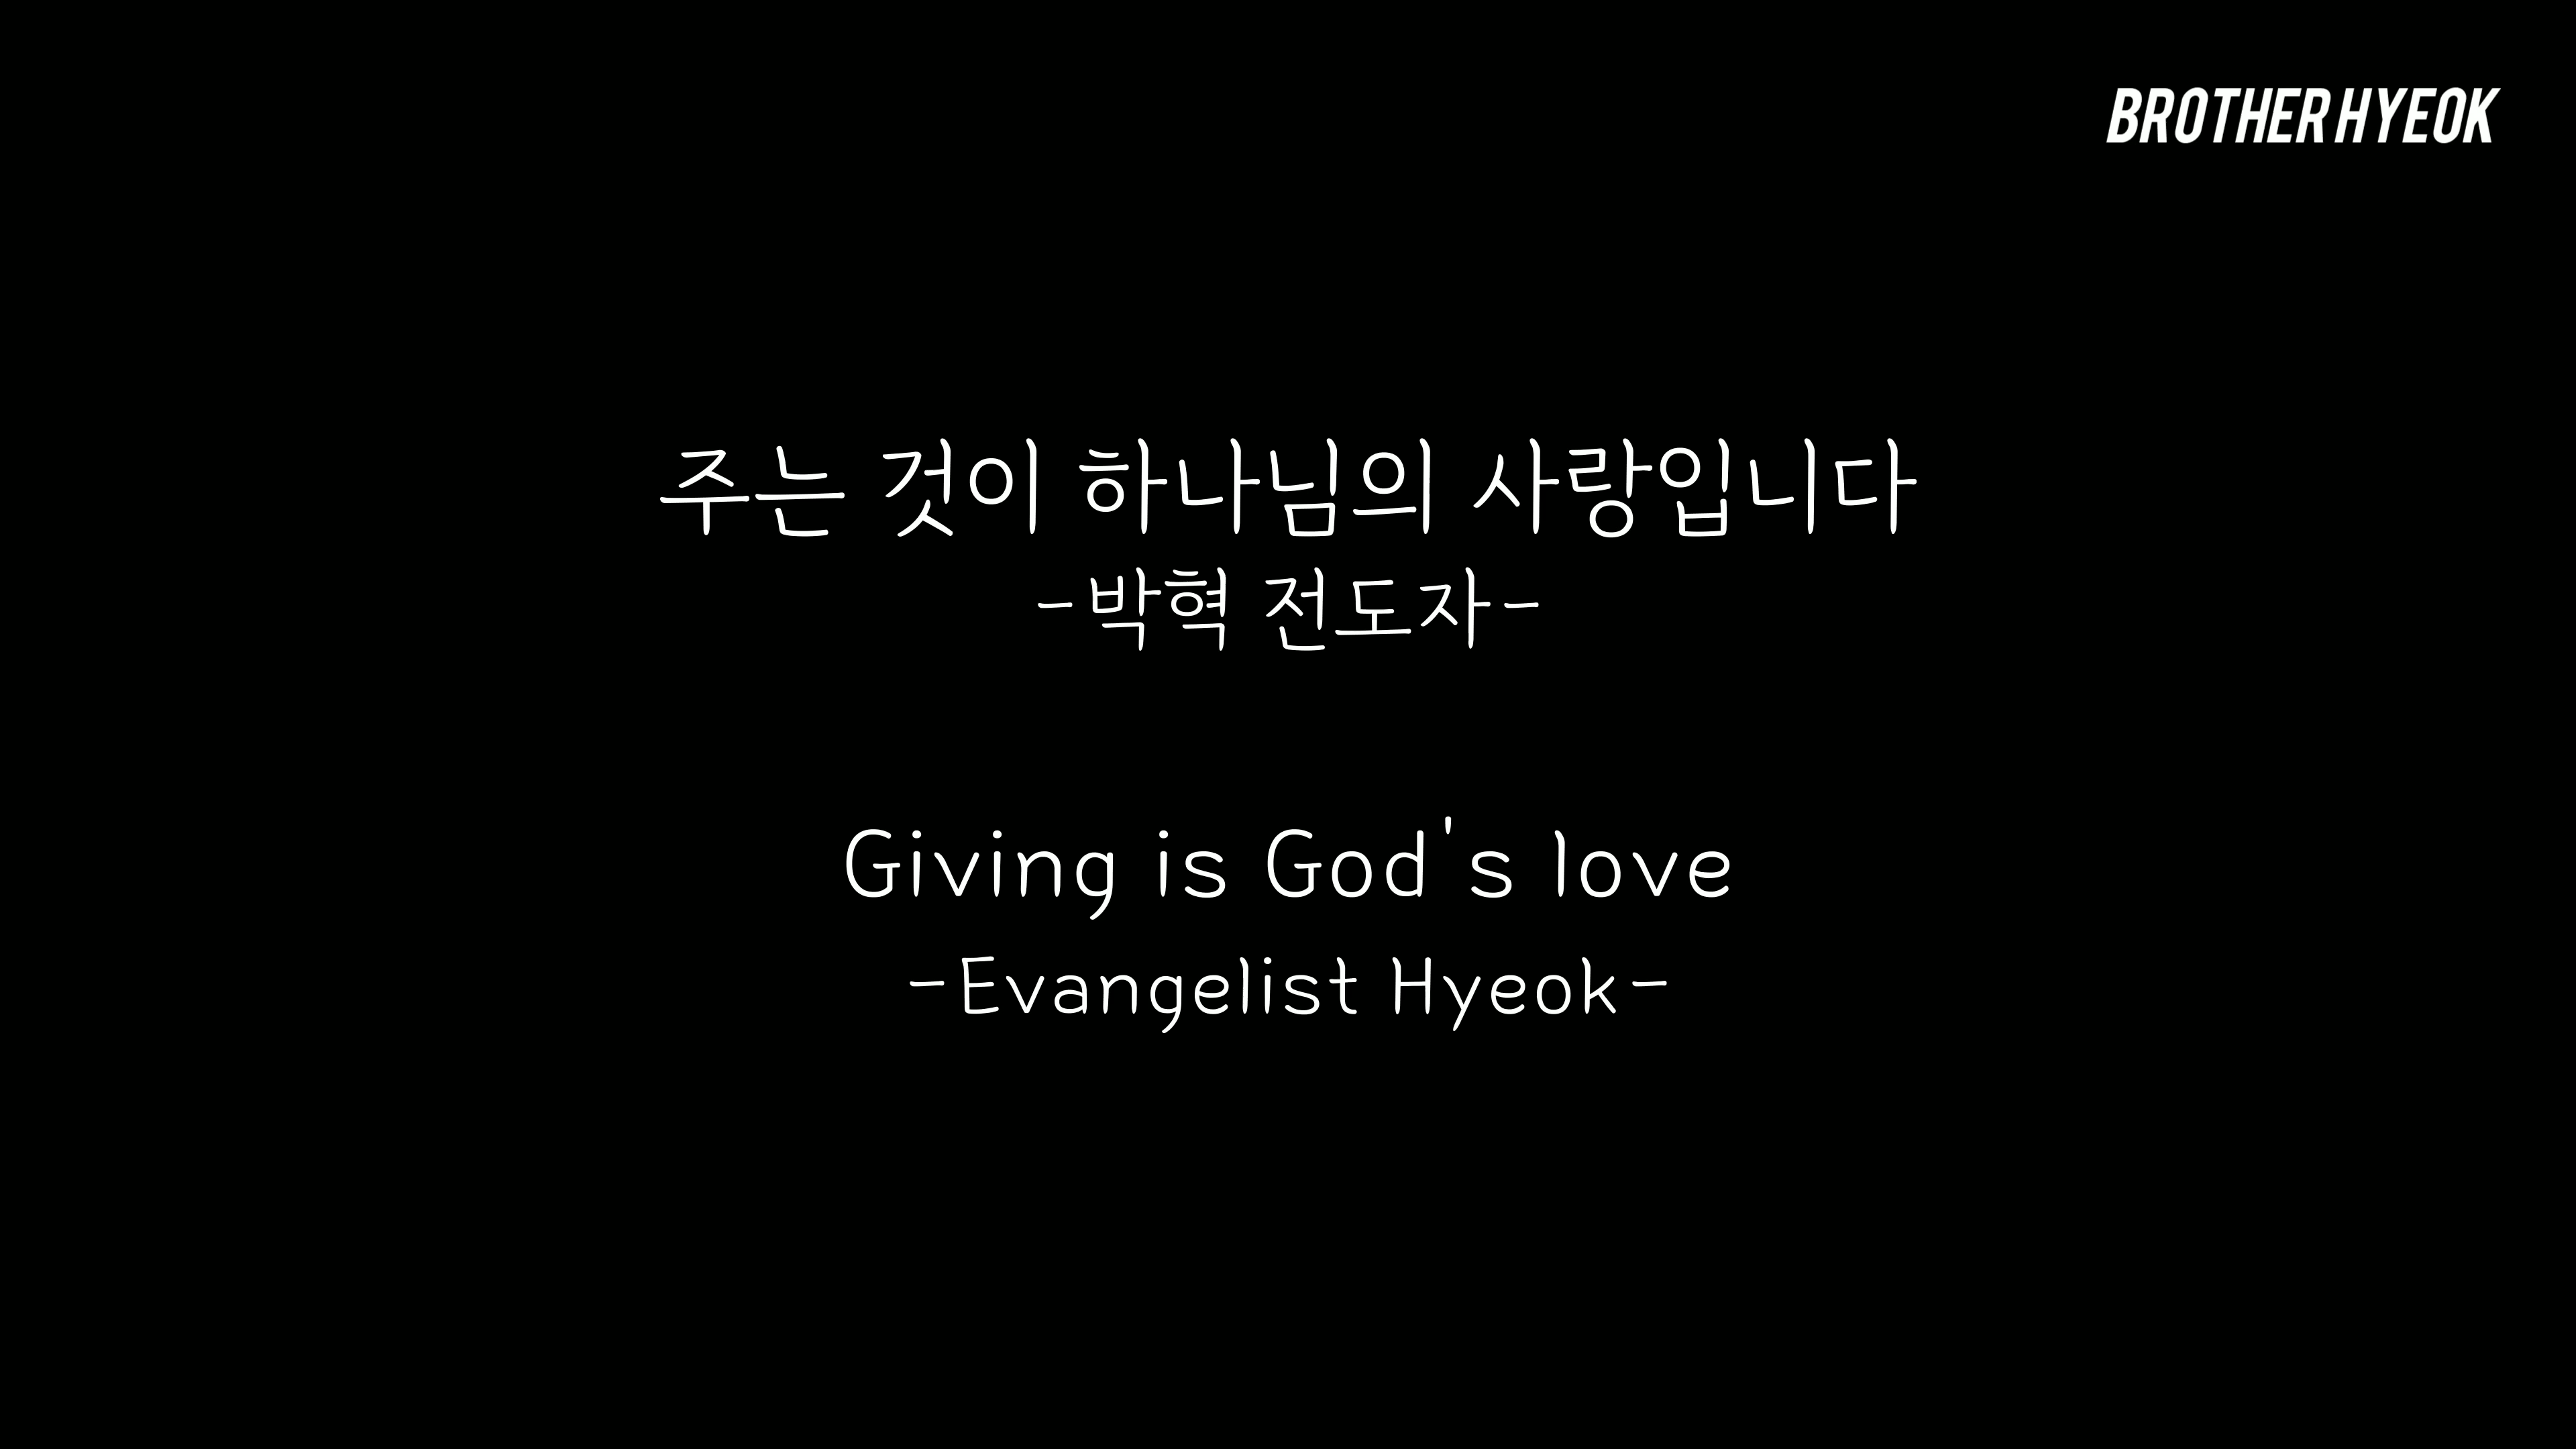 BROTHER HYEOK
주는 것이 하나님의 사랑입니다
-박혁 전도자-
Giving is God's love
-Evangelist Hyeok-